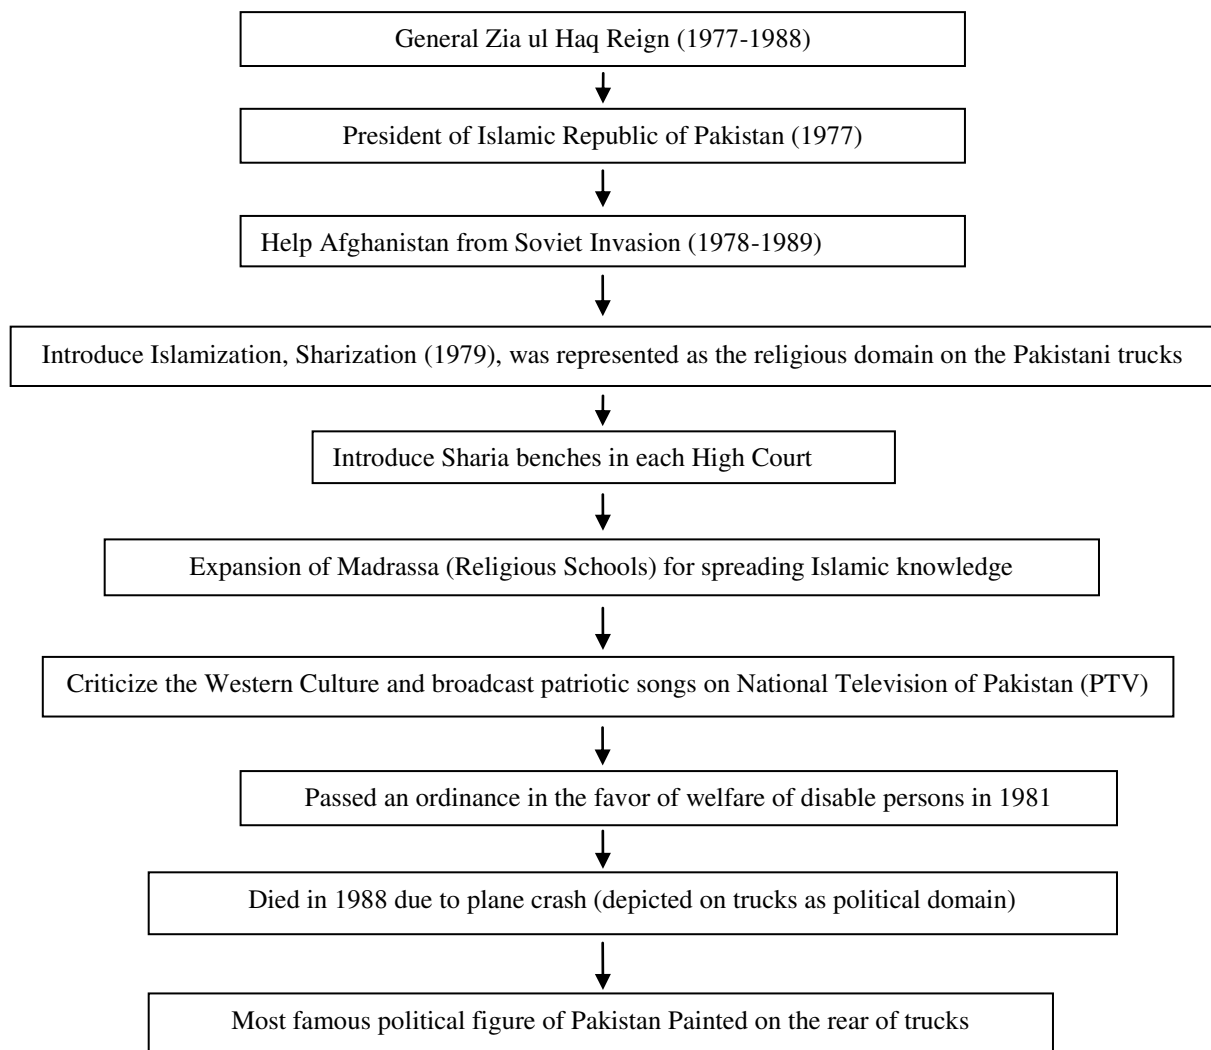 General Zia ul Haq Reign (1977-1988)
President of Islamic Republic of Pakistan (1977)
Help Afghanistan from Soviet Invasion (1978-1989)
Introduce Islamization, Sharization (1979), was represented as the religious domain on the Pakistani trucks
Introduce Sharia benches in each High Court
Expansion of Madrassa (Religious Schools) for spreading Islamic knowledge
Criticize the Western Culture and broadcast patriotic songs on National Television of Pakistan (PTV)
Passed an ordinance in the favor of welfare of disable persons in 1981
Died in 1988 due to plane crash (depicted on trucks as political domain)
Most famous political figure of Pakistan Painted on the rear of trucks